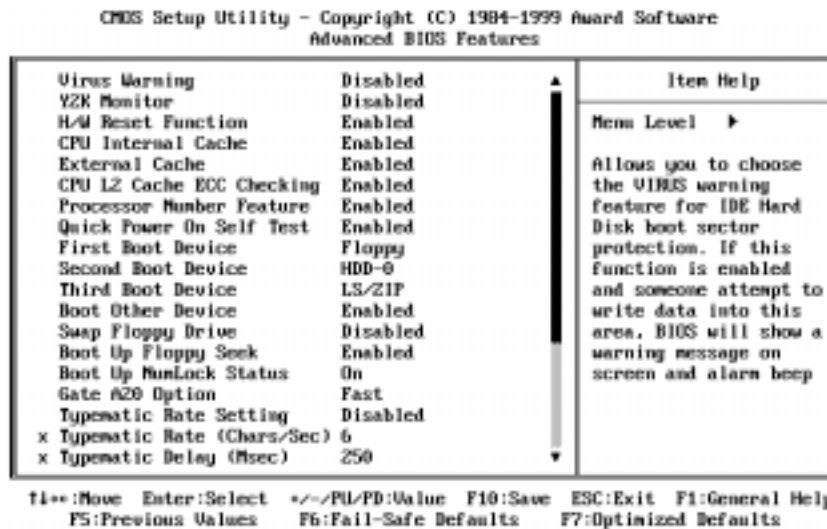 CMOS Setup Utility - Copyright (C) 1984-1999 Award Software
Advanced BIOS Features
Virus Warning Disabled
Y2K Monitor Disabled
H/W Reset Function Enabled
CPU Internal Cache Enabled
External Cache Enabled
CPU L2 Cache ECC Checking Enabled
Processor Number Feature Enabled
Quick Power On Self Test Enabled
First Boot Device Floppy
Second Boot Device HDD-0
Third Boot Device LS/ZIP
Boot Other Device Enabled
Swap Floppy Drive Disabled
Boot Up Floppy Seek Enabled
Boot Up NumLock Status On
Gate A20 Option Fast
Typematic Rate Setting Disabled
x Typematic Rate (Chars/Sec) 6
x Typematic Delay (Msec) 250
Item Help
Menu Level ▶
Allows you to choose
the VIRUS warning
feature for IDE Hard
Disk boot sector
protection. If this
function is enabled
and someone attempt to
write data into this
area, BIOS will show a
warning message on
screen and alarm beep
↑↓→←:Move Enter:Select +/-/PU/PD:Value F10:Save ESC:Exit F1:General Help
F5:Previous Values F6:Fail-Safe Defaults F7:Optimized Defaults